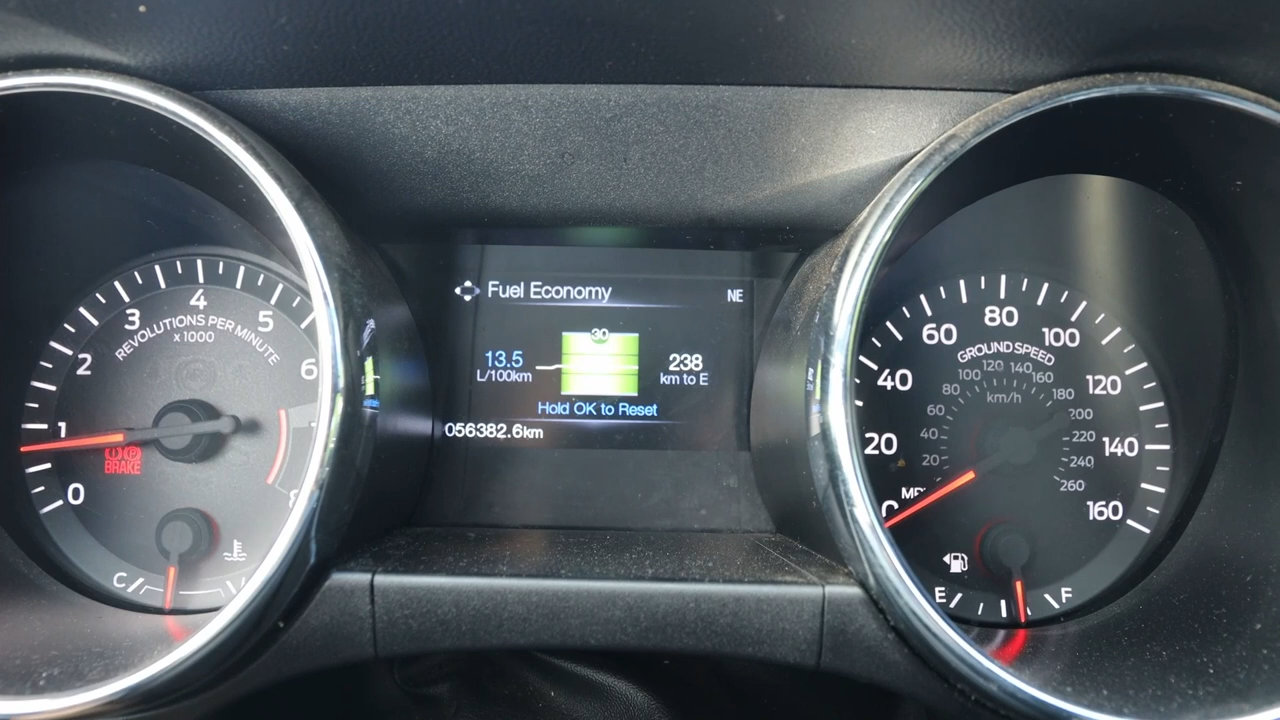 4
3
5
REVOLUTIONS PER MINUTE
x1000
2
6
1
BRAKE
0
8
C
Fuel Economy
NE
30
13.5
238
L/100km
km to E
Hold OK to Reset
056382.6km
80
60
100
GROUND SPEED
40
120
20
140
160
120 140
100 160
80 km/h 180
60 200
40 220
20 240
260
E F